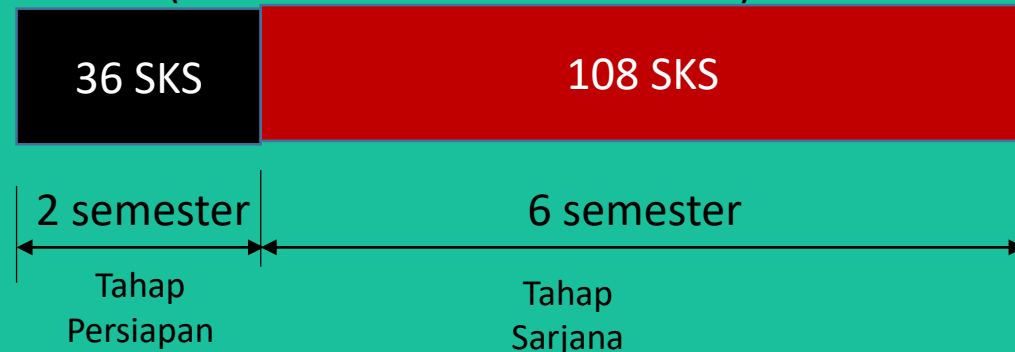 36 SKS
108 SKS
2 semester
6 semester
Tahap
Persiapan
Tahap
Sarjana